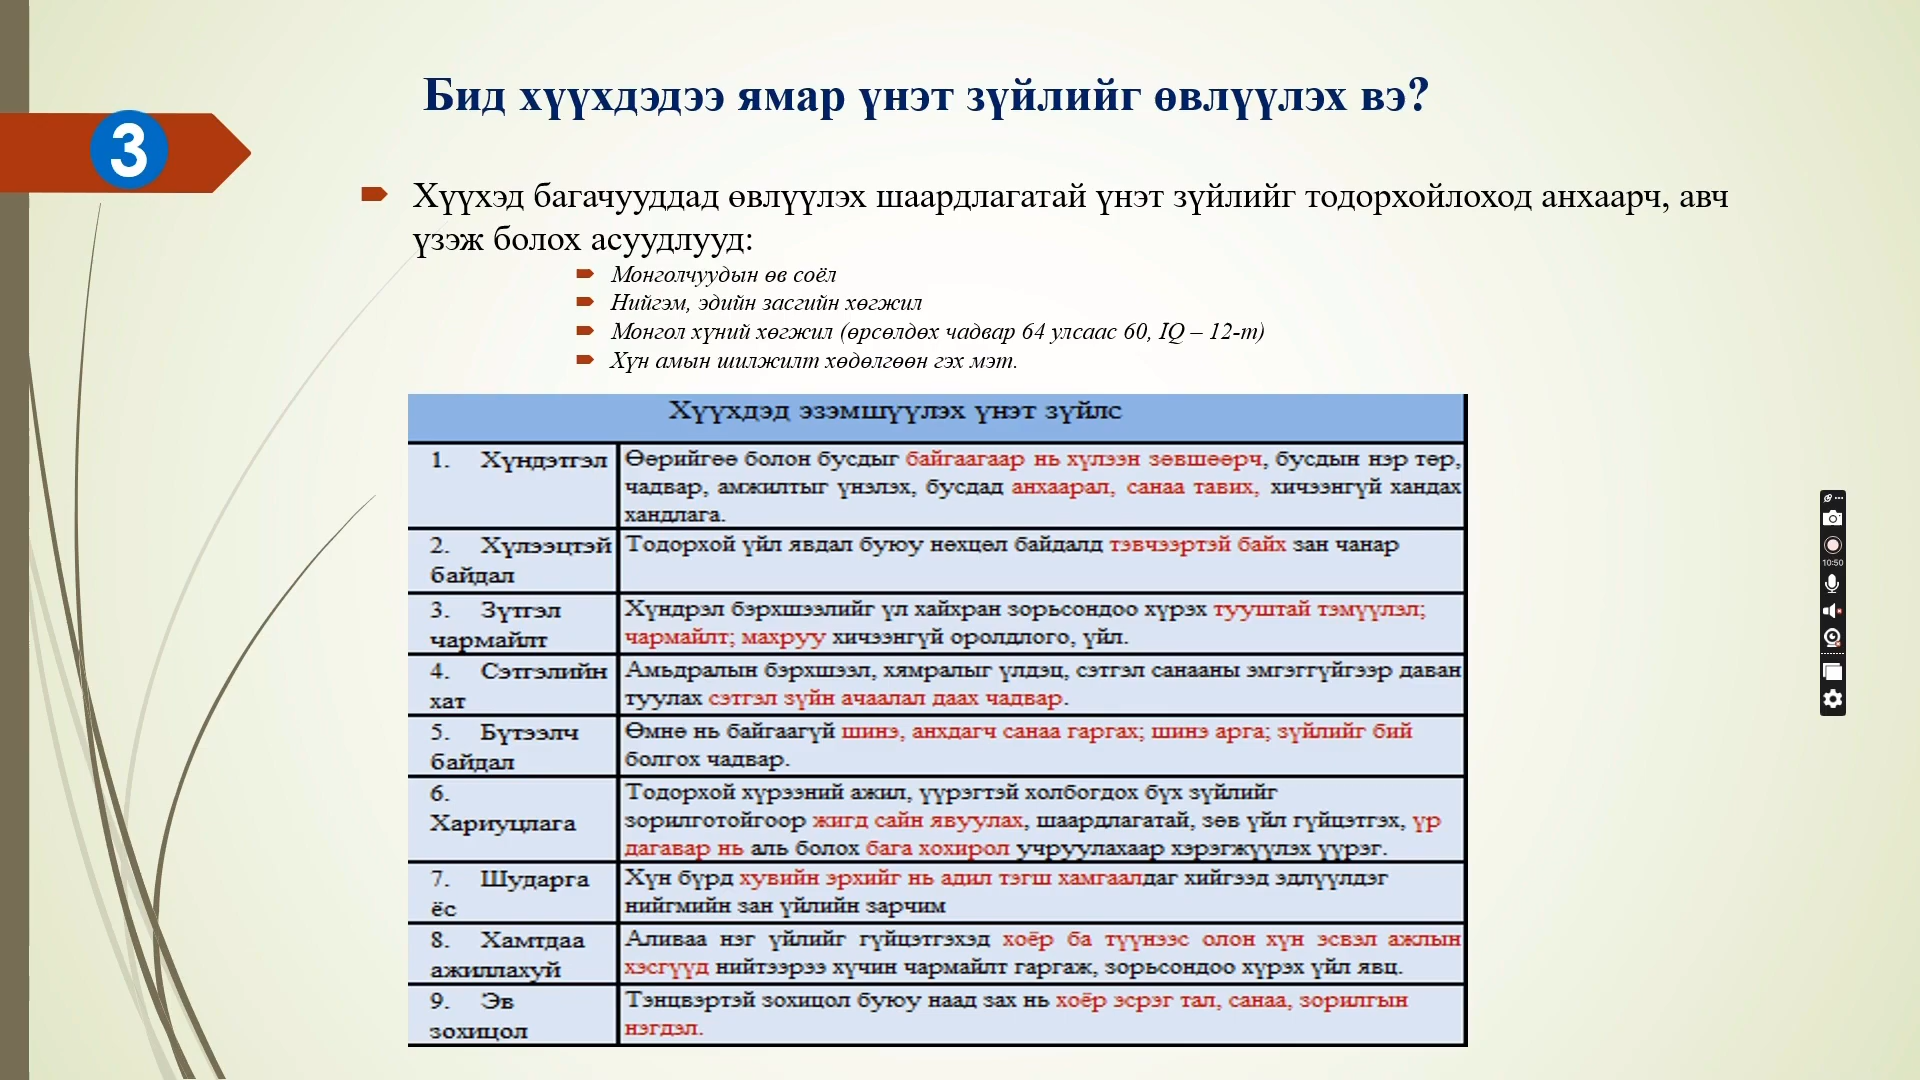 Бид хүүхдэдээ ямар үнэт зүйлийг өвлүүлэх вэ?
3
Хүүхэд багачууддад өвлүүлэх шаардлагатай үнэт зүйлийг тодорхойлоход анхаарч, авч
үзэж болох асуудлууд:
Монголчуудын өв соёл
Нийгэм, эдийн засгийн хөгжил
Монгол хүний хөгжил (өрсөлдөх чадвар 64 улсаас 60, IQ – 12-т)
Хүн амын шилжилт хөдөлгөөн гэх мэт.
Хүүхдэд эзэмшүүлэх үнэт зүйлс
1. Хүндэтгэл
Өөрийгөө болон бусдыг байгаагаар нь хүлээн зөвшөөрч, бусдын нэр төр,
чадвар, амжилтыг үнэлэх, бусдад анхаарал, санаа тавих, хичээнгүй хандах
хандлага.
2. Хүлээцтэй
байдал
Тодорхой үйл явдал буюу нөхцөл байдалд тэвчээртэй байх зан чанар
3. Зүтгэл
чармайлт
Хүндрэл бэрхшээлийг үл хайхран зорьсондоо хүрэх тууштай тэмүүлэл;
чармайлт; махруу хичээнгүй оролдлого, үйл.
4. Сэтгэлийн
хат
Амьдралын бэрхшээл, хямралыг үлдэц, сэтгэл санааны эмгэггүйгээр даван
туулах сэтгэл зүйн ачаалал даах чадвар.
5. Бүтээлч
байдал
Өмнө нь байгаагүй шинэ, анхдагч санаа гаргах; шинэ арга; зүйлийг бий
болгох чадвар.
6.
Хариуцлага
Тодорхой хүрээний ажил, үүрэгтэй холбогдох бүх зүйлийг
зорилготойгоор жигд сайн явуулах, шаардлагатай, зөв үйл гүйцэтгэх, үр
дагавар нь аль болох бага хохирол учруулахаар хэрэгжүүлэх үүрэг.
7. Шударга
ёс
Хүн бүрд хувийн эрхийг нь адил тэгш хамгаалдаг хийгээд эдлүүлдэг
нийгмийн зан үйлийн зарчим
8. Хамтдаа
ажиллахуй
Аливаа нэг үйлийг гүйцэтгэхэд хоёр ба түүнээс олон хүн эсвэл ажлын
хэсгүүд нийтээрээ хүчин чармайлт гаргаж, зорьсондоо хүрэх үйл явц.
9. Эв
зохицол
Тэнцвэртэй зохицол буюу наад зах нь хоёр эсрэг тал, санаа, зорилгын
нэгдэл.
10:50